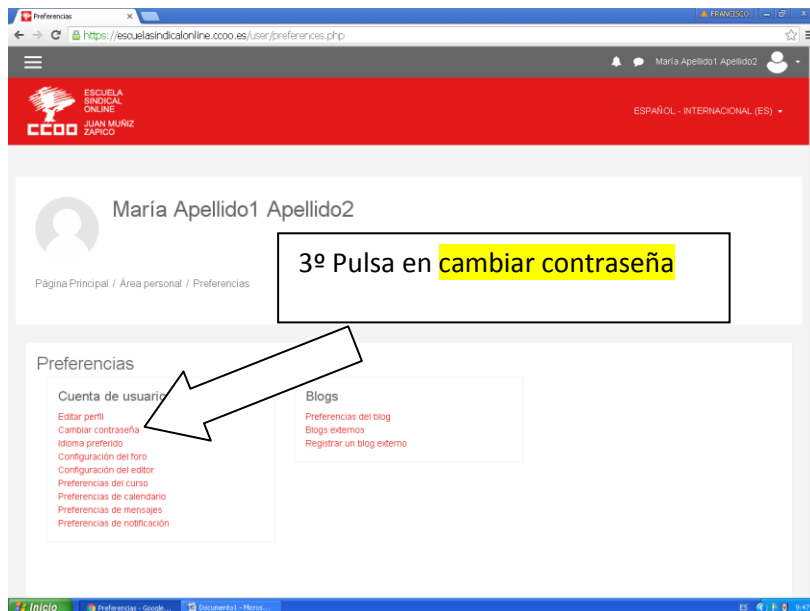 Preferencias
FRANCISCO
https://escuelasindicalonline.ccoo.es/user/preferences.php
María Apellido1 Apellido2
ESCUELA
SINDICAL
ONLINE
CCOO JUAN MUÑIZ
ZAPICO
ESPAÑOL - INTERNACIONAL (ES)
María Apellido1 Apellido2
3º Pulsa en cambiar contraseña
Página Principal / Área personal / Preferencias
Preferencias
Cuenta de usuario
Editar perfil
Cambiar contraseña
Idioma preferido
Configuración del foro
Configuración del editor
Preferencias del curso
Preferencias de calendario
Preferencias de mensajes
Preferencias de notificación
Blogs
Preferencias del blog
Blogs externos
Registrar un blog externo
Inicio
Preferencias - Google...
Documento1 - Micros...
ES